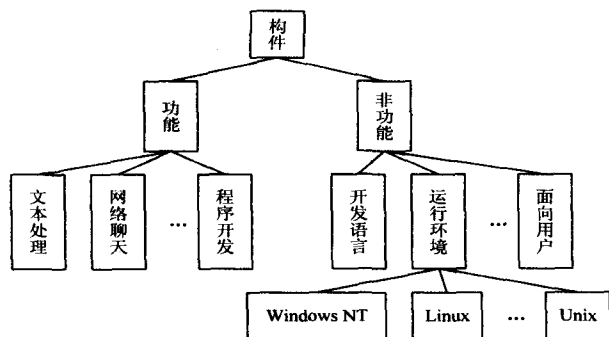 构件
功能
非功能
文本处理
网络聊天
…
程序开发
开发语言
运行环境
…
面向用户
Windows NT
Linux
…
Unix